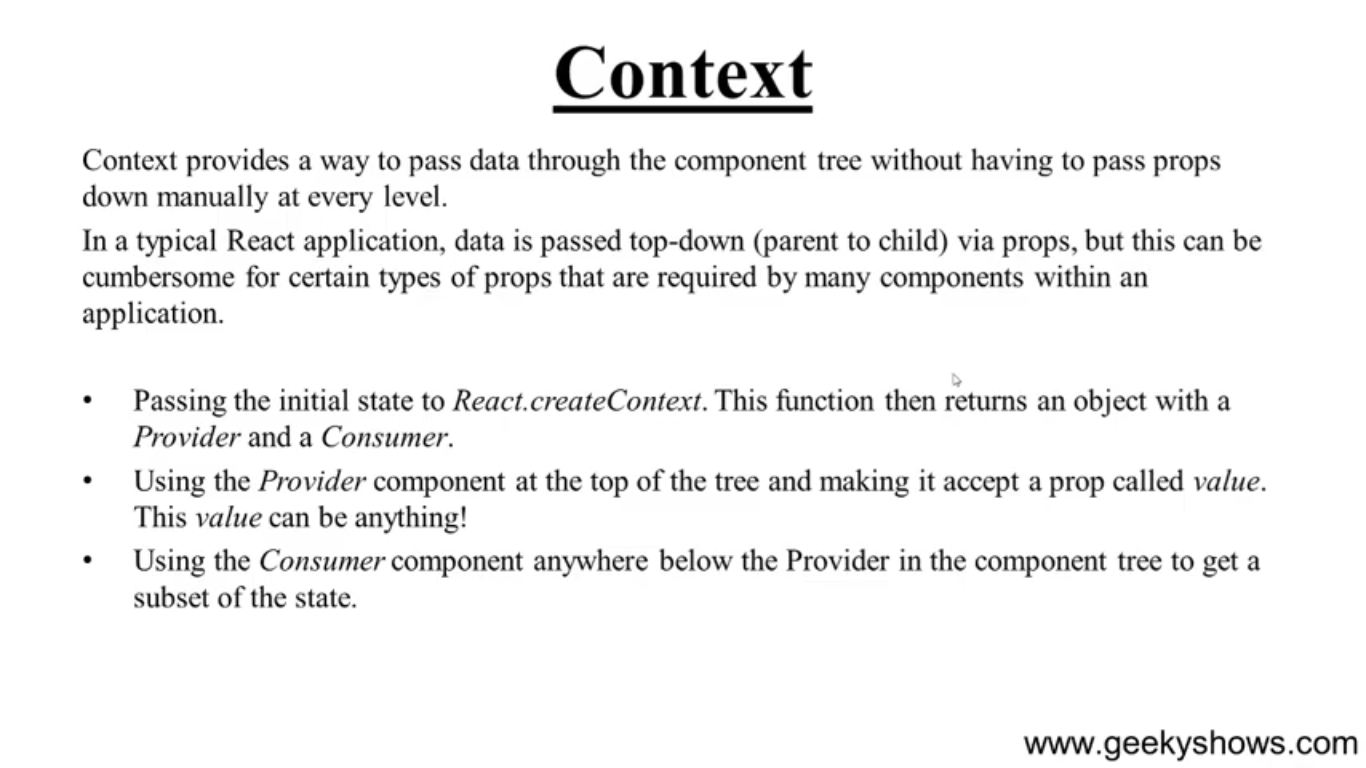 Context
Context provides a way to pass data through the component tree without having to pass props
down manually at every level.
In a typical React application, data is passed top-down (parent to child) via props, but this can be
cumbersome for certain types of props that are required by many components within an
application.
• Passing the initial state to React.createContext. This function then returns an object with a
Provider and a Consumer.
• Using the Provider component at the top of the tree and making it accept a prop called value.
This value can be anything!
• Using the Consumer component anywhere below the Provider in the component tree to get a
subset of the state.
www.geekyshows.com